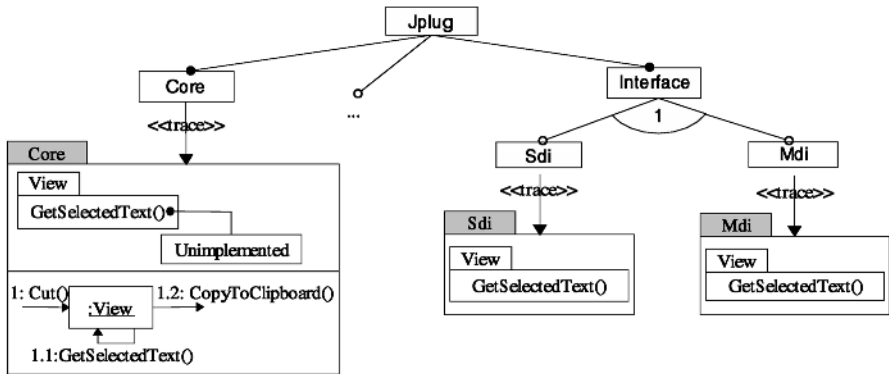 Jplug
Core
Interface
...
1
<<trace>>
Sdi
Mdi
<<trace>>
<<trace>>
Core
View
GetSelectedText()
Unimplemented
1: Cut()
:View
1.2: CopyToClipboard()
1.1:GetSelectedText()
Sdi
View
GetSelectedText()
Mdi
View
GetSelectedText()